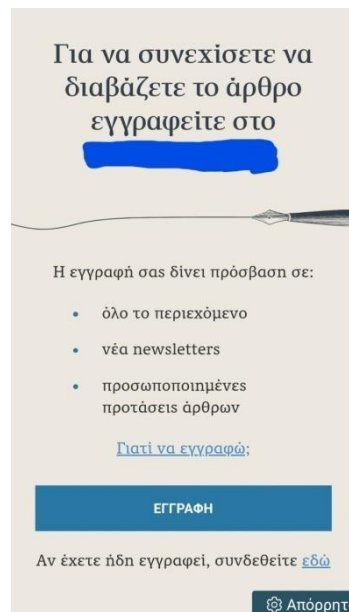 Για να συνεχίσετε να
διαβάζετε το άρθρο
εγγραφείτε στο
Η εγγραφή σας δίνει πρόσβαση σε:
• όλο το περιεχόμενο
• νέα newsletters
• προσωποποιημένες
προτάσεις άρθρων
Γιατί να εγγραφώ;
ΕΓΓΡΑΦΗ
Αν έχετε ήδη εγγραφεί, συνδεθείτε εδώ
Απόρρητ